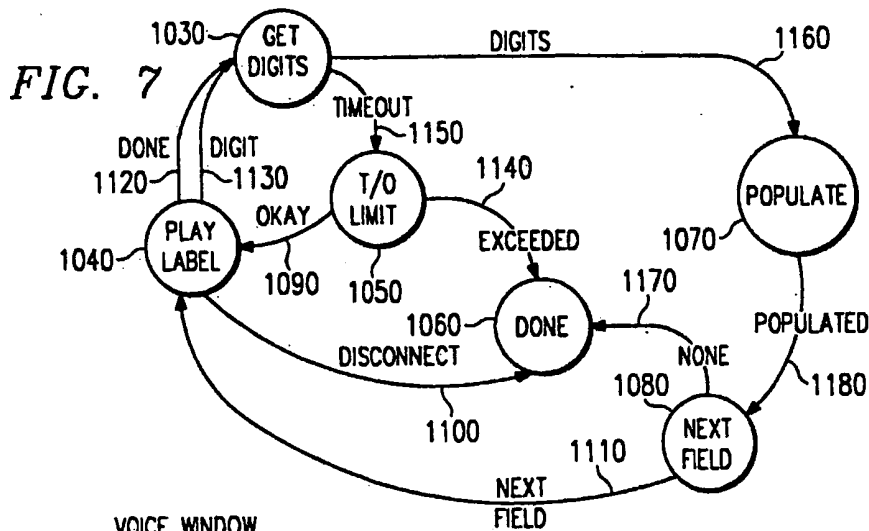 FIG. 7
1030
GET
DIGITS
DIGITS
1160
TIMEOUT
1150
DONE
DIGIT
1120
1130
T/O
LIMIT
1140
OKAY
EXCEEDED
POPULATE
1070
PLAY
LABEL
1040
1090
1050
1060
DONE
1170
POPULATED
DISCONNECT
NONE
1180
1100
1080
NEXT
FIELD
1110
NEXT
FIELD
VOICE WINDOW